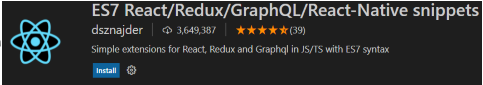 ES7 React/Redux/GraphQL/React-Native snippets
dsznajder | 3,649,387 | ★★★★★(39)
Simple extensions for React, Redux and Graphql in JS/TS with ES7 syntax
Install